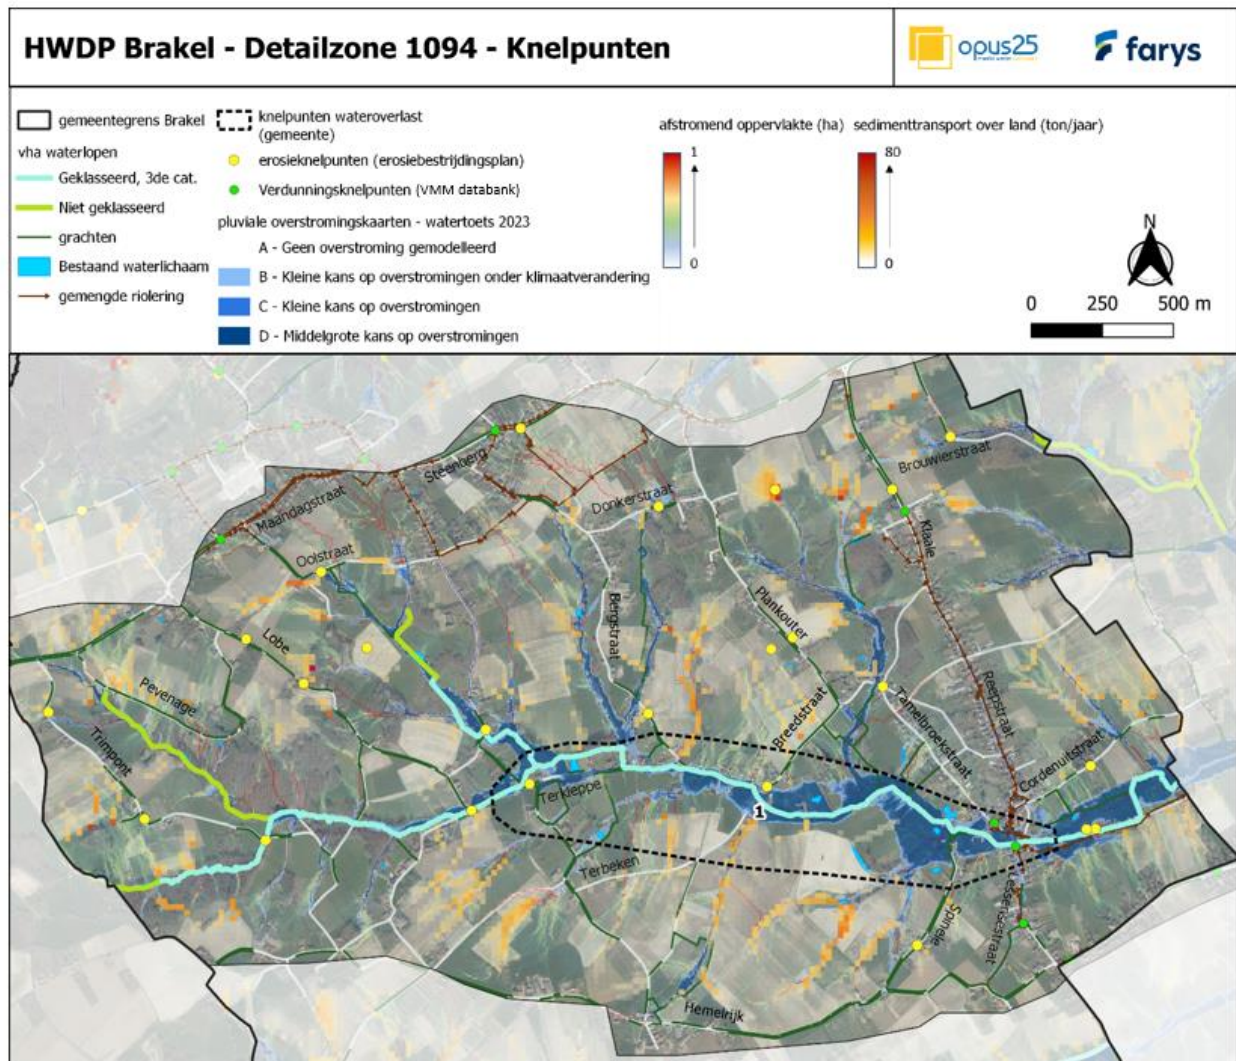 HWDP Brakel - Detailzone 1094 - Knelpunten
opus25
farys
gemeentegrens Brakel
vha waterlopen
Geklasseerd, 3de cat.
Niet geklasseerd
grachten
Bestaand waterlichaam
gemengde riolering
knelpunten wateroverlast
(gemeente)
erosieknelpunten (erosiebestrijdingsplan)
Verdunningsknelpunten (VMM databank)
pluviale overstromingskaarten - watertoets 2023
A - Geen overstroming gemodelleerd
B - Kleine kans op overstromingen onder klimaatverandering
C - Kleine kans op overstromingen
D - Middelgrote kans op overstromingen
afstromend oppervlakte (ha)
1
0
sedimenttransport over land (ton/jaar)
80
0
N
0 250 500 m
Steenberg
Maandagstraat
Brouwierstraat
Donkerstraat
Klaale
Oolstraat
Bergstraat
Plankouter
Lobe
Pevenage
Trimpont
Breedstraat
Tamelbroekstraat
Reepstraat
Cordenuitstraat
Terkleppe
1
Terbeken
Spinele
essensestraat
Hemelrijk